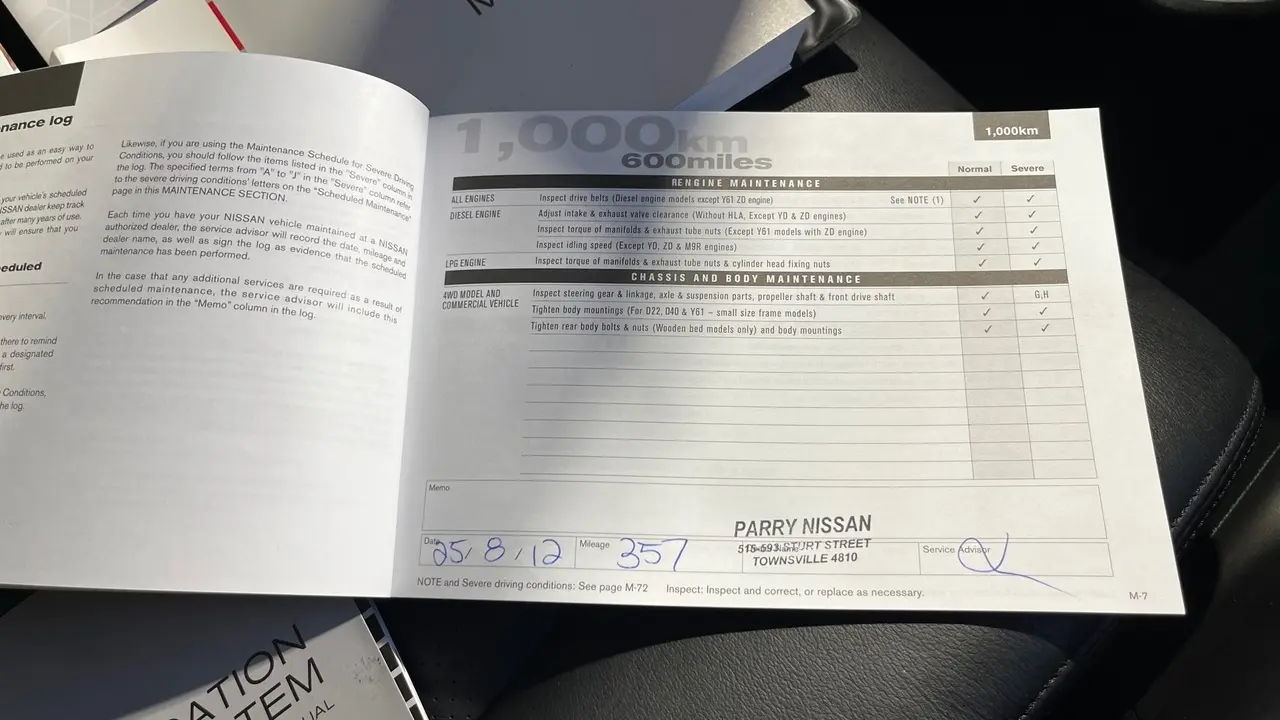 nance log
e used as an easy way to
d to be performed on your
your vehicle's scheduled
NISSAN dealer keep track
after many years of use.
will ensure that you
eduled
every interval.
there to remind
a designated
first.
Conditions,
he log.
Likewise, if you are using the Maintenance Schedule for Severe Driving
Conditions, you should follow the items listed in the "Severe" column in
the log. The specified terms from "A" to "J" in the "Severe" column refer
to the severe driving conditions' letters on the "Scheduled Maintenance"
page in this MAINTENANCE SECTION.
Each time you have your NISSAN vehicle maintained at a NISSAN
authorized dealer, the service advisor will record the date, mileage and
dealer name, as well as sign the log as evidence that the scheduled
maintenance has been performed.
In the case that any additional services are required as a result of
scheduled maintenance, the service advisor will include this
recommendation in the "Memo" column in the log.
1,000km
600miles
1,000km
Normal Severe
RENGINE MAINTENANCE
ALL ENGINES Inspect drive belts (Diesel engine models except Y61 ZD engine) See NOTE (1) ✓ ✓
DIESEL ENGINE Adjust intake & exhaust valve clearance (Without HLA, Except YD & ZD engines) ✓ ✓
Inspect torque of manifolds & exhaust tube nuts (Except Y61 models with ZD engine) ✓ ✓
Inspect idling speed (Except YD, ZD & M9R engines) ✓ ✓
LPG ENGINE Inspect torque of manifolds & exhaust tube nuts & cylinder head fixing nuts ✓ ✓
CHASSIS AND BODY MAINTENANCE
4WD MODEL AND COMMERCIAL VEHICLE Inspect steering gear & linkage, axle & suspension parts, propeller shaft & front drive shaft ✓ G,H
Tighten body mountings (For D22, D40 & Y61 – small size frame models) ✓ ✓
Tighten rear body bolts & nuts (Wooden bed models only) and body mountings ✓ ✓
Memo
PARRY NISSAN
515-593 STURT STREET
TOWNSVILLE 4810
Date 25/8/12 Mileage 357 Service Advisor
NOTE and Severe driving conditions: See page M-72 Inspect: Inspect and correct, or replace as necessary.
M-7
ATION
TEM
UAL